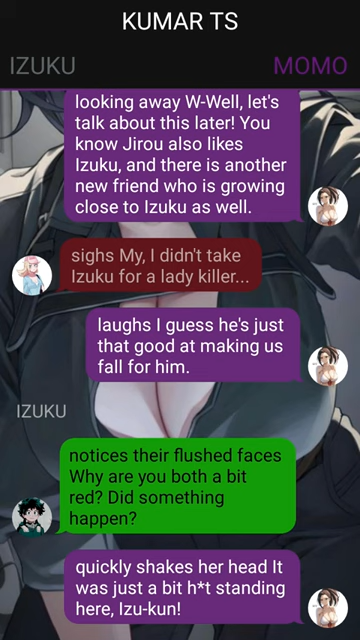 KUMAR TS
IZUKU
MOMO
looking away W-Well, let's
talk about this later! You
know Jirou also likes
Izuku, and there is another
new friend who is growing
close to Izuku as well.
sighs My, I didn't take
Izuku for a lady killer...
laughs I guess he's just
that good at making us
fall for him.
IZUKU
notices their flushed faces
Why are you both a bit
red? Did something
happen?
quickly shakes her head It
was just a bit h*t standing
here, Izu-kun!